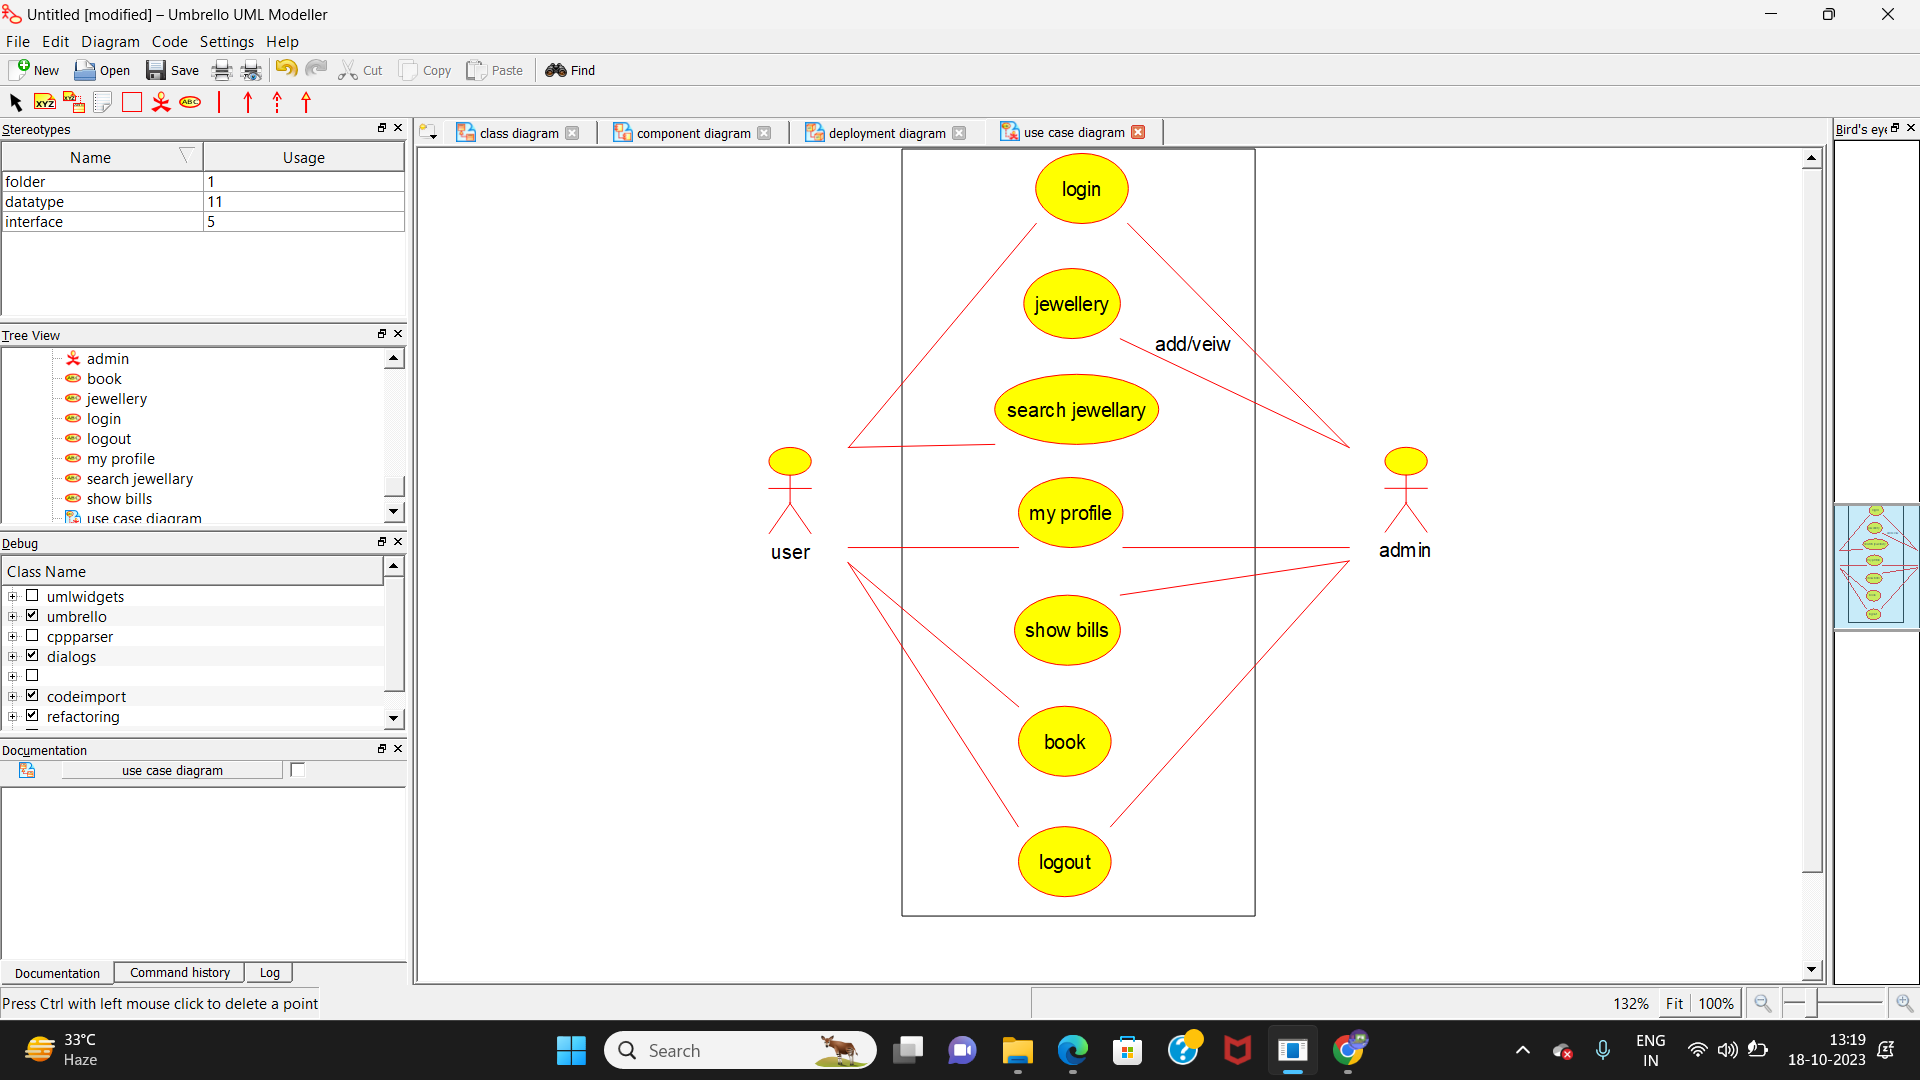 Untitled [modified] – Umbrello UML Modeller
File Edit Diagram Code Settings Help
New Open Save Cut Copy Paste Find
XYZ XYZ ABC
Stereotypes
Name Usage
folder 1
datatype 11
interface 5
Tree View
admin
book
jewellery
login
logout
my profile
search jewellary
show bills
use case diagram
Debug
Class Name
umlwidgets
umbrello
cppparser
dialogs
codeimport
refactoring
Documentation
use case diagram
Documentation Command history Log
Press Ctrl with left mouse click to delete a point
class diagram component diagram deployment diagram use case diagram
login
jewellery
add/veiw
search jewellary
my profile
user
admin
show bills
book
logout
Bird's eye
132% Fit 100%
33°C
Haze
Search
ENG
IN
13:19
18-10-2023